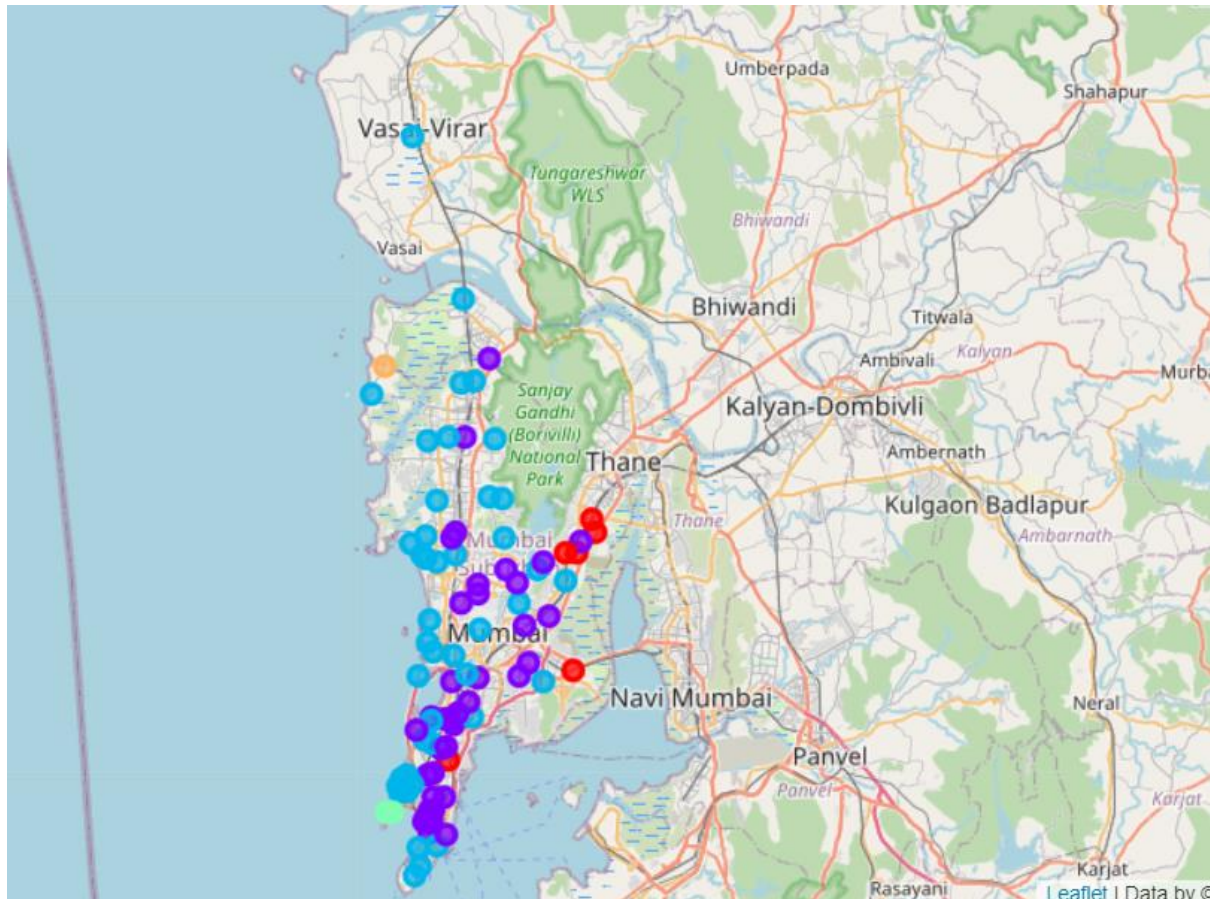 Umberpada
Shahapur
Vasai-Virar
Tungareshwar
WLS
Bhiwandi
Vasai
Bhiwandi
Titwala
Ambivali
Kalyan
Sanjay
Gandhi
(Borivilli)
National
Park
Kalyan-Dombivli
Ambernath
Thane
Kulgaon Badlapur
Thane
Ambarnath
Mumbai
Navi Mumbai
Neral
Panvel
Panvel
Karjat
Karjat
Rasayani
Leaflet | Data by ©